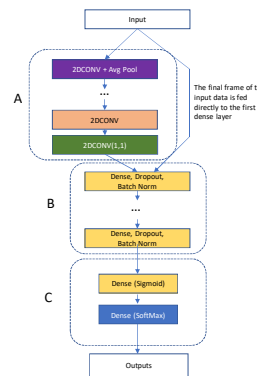 Input
2DCONV + Avg Pool
...
2DCONV
2DCONV(1,1)
A
The final frame of t
input data is fed
directly to the first
dense layer
Dense, Dropout,
Batch Norm
...
Dense, Dropout,
Batch Norm
B
Dense (Sigmoid)
Dense (SoftMax)
C
Outputs